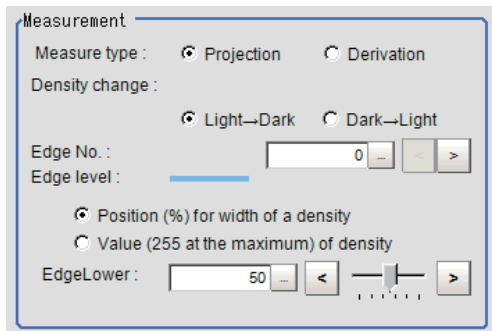 Measurement
Measure type : Projection Derivation
Density change :
Light→Dark Dark→Light
Edge No. : 0 ... < >
Edge level :
Position (%) for width of a density
Value (255 at the maximum) of density
EdgeLower : 50 ... < >